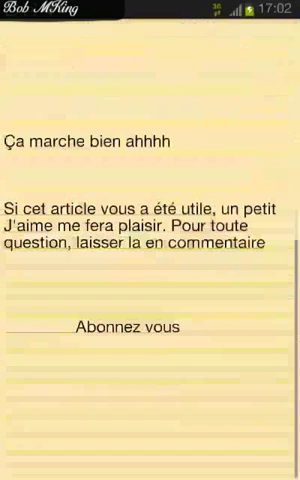 Bob MKing
3G
17:02
Ça marche bien ahhhh
Si cet article vous a été utile, un petit
J'aime me fera plaisir. Pour toute
question, laisser la en commentaire
Abonnez vous